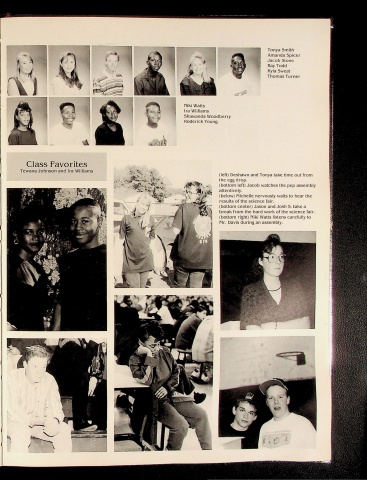 Tonya Smith
Amanda Spicer
Jacob Stone
Ray Todd
Kyla Sweat
Thomas Turner
Niki Watts
Ira Williams
Shawanda Woodberry
Roderick Young,
Class Favorites
Tewana Johnson and Ira Williams
(left) Deshawn and Tonya take time out from
the egg drop.
(bottom left) Jacob watches the pep assembly
attentively.
(below) Michelle nervously waits to hear the
results of the science fair.
(bottom center) Jason and Josh S. take a
break from the hard work of the science fair.
(bottom right) Niki Watts listens carefully to
Mr. Davis during an assembly.